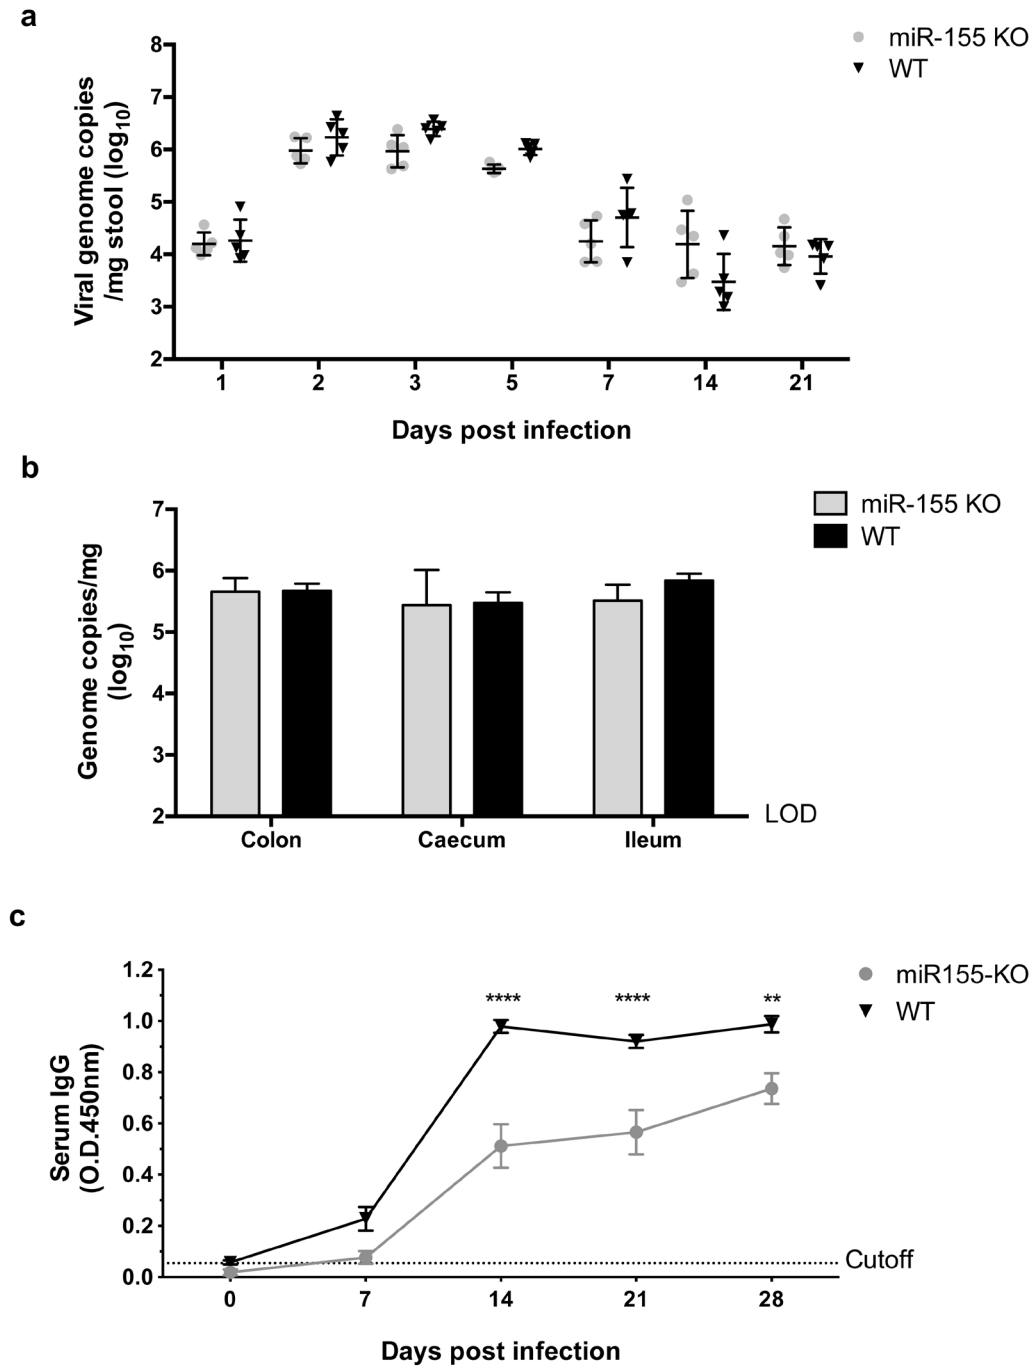 a
miR-155 KO
WT
Viral genome copies
/mg stool (log10)
8
7
6
5
4
3
2
1 2 3 5 7 14 21
Days post infection
b
miR-155 KO
WT
Genome copies/mg
(log10)
7
6
5
4
3
2
LOD
Colon Caecum Ileum
c
miR155-KO
WT
Serum IgG
(O.D.450nm)
1.2
1.0
0.8
0.6
0.4
0.2
0.0
**** **** **
Cutoff
0 7 14 21 28
Days post infection